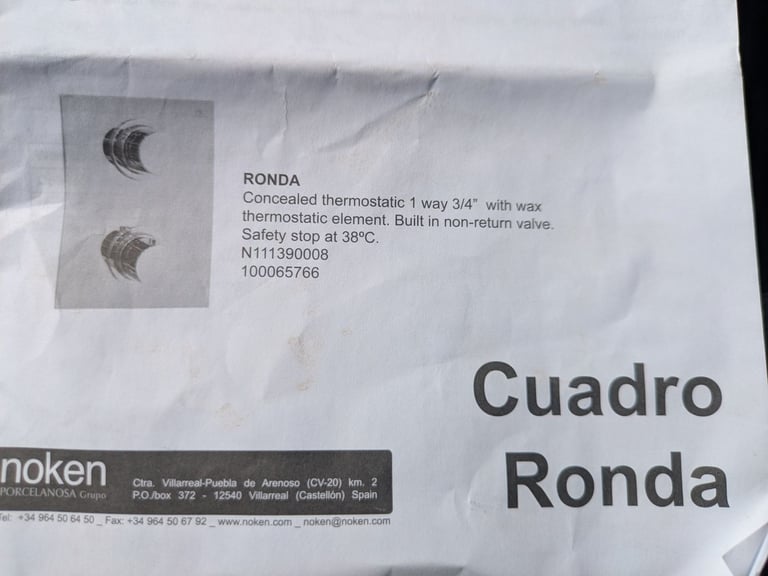 RONDA
Concealed thermostatic 1 way 3/4" with wax
thermostatic element. Built in non-return valve.
Safety stop at 38ºC.
N111390008
100065766
Cuadro
Ronda
noken
PORCELANOSA Grupo
Ctra. Villarreal-Puebla de Arenoso (CV-20) km. 2
P.O./box 372 - 12540 Villarreal (Castellón) Spain
Tel: +34 964 50 64 50 _ Fax: +34 964 50 67 92 _ www.noken.com _ noken@noken.com